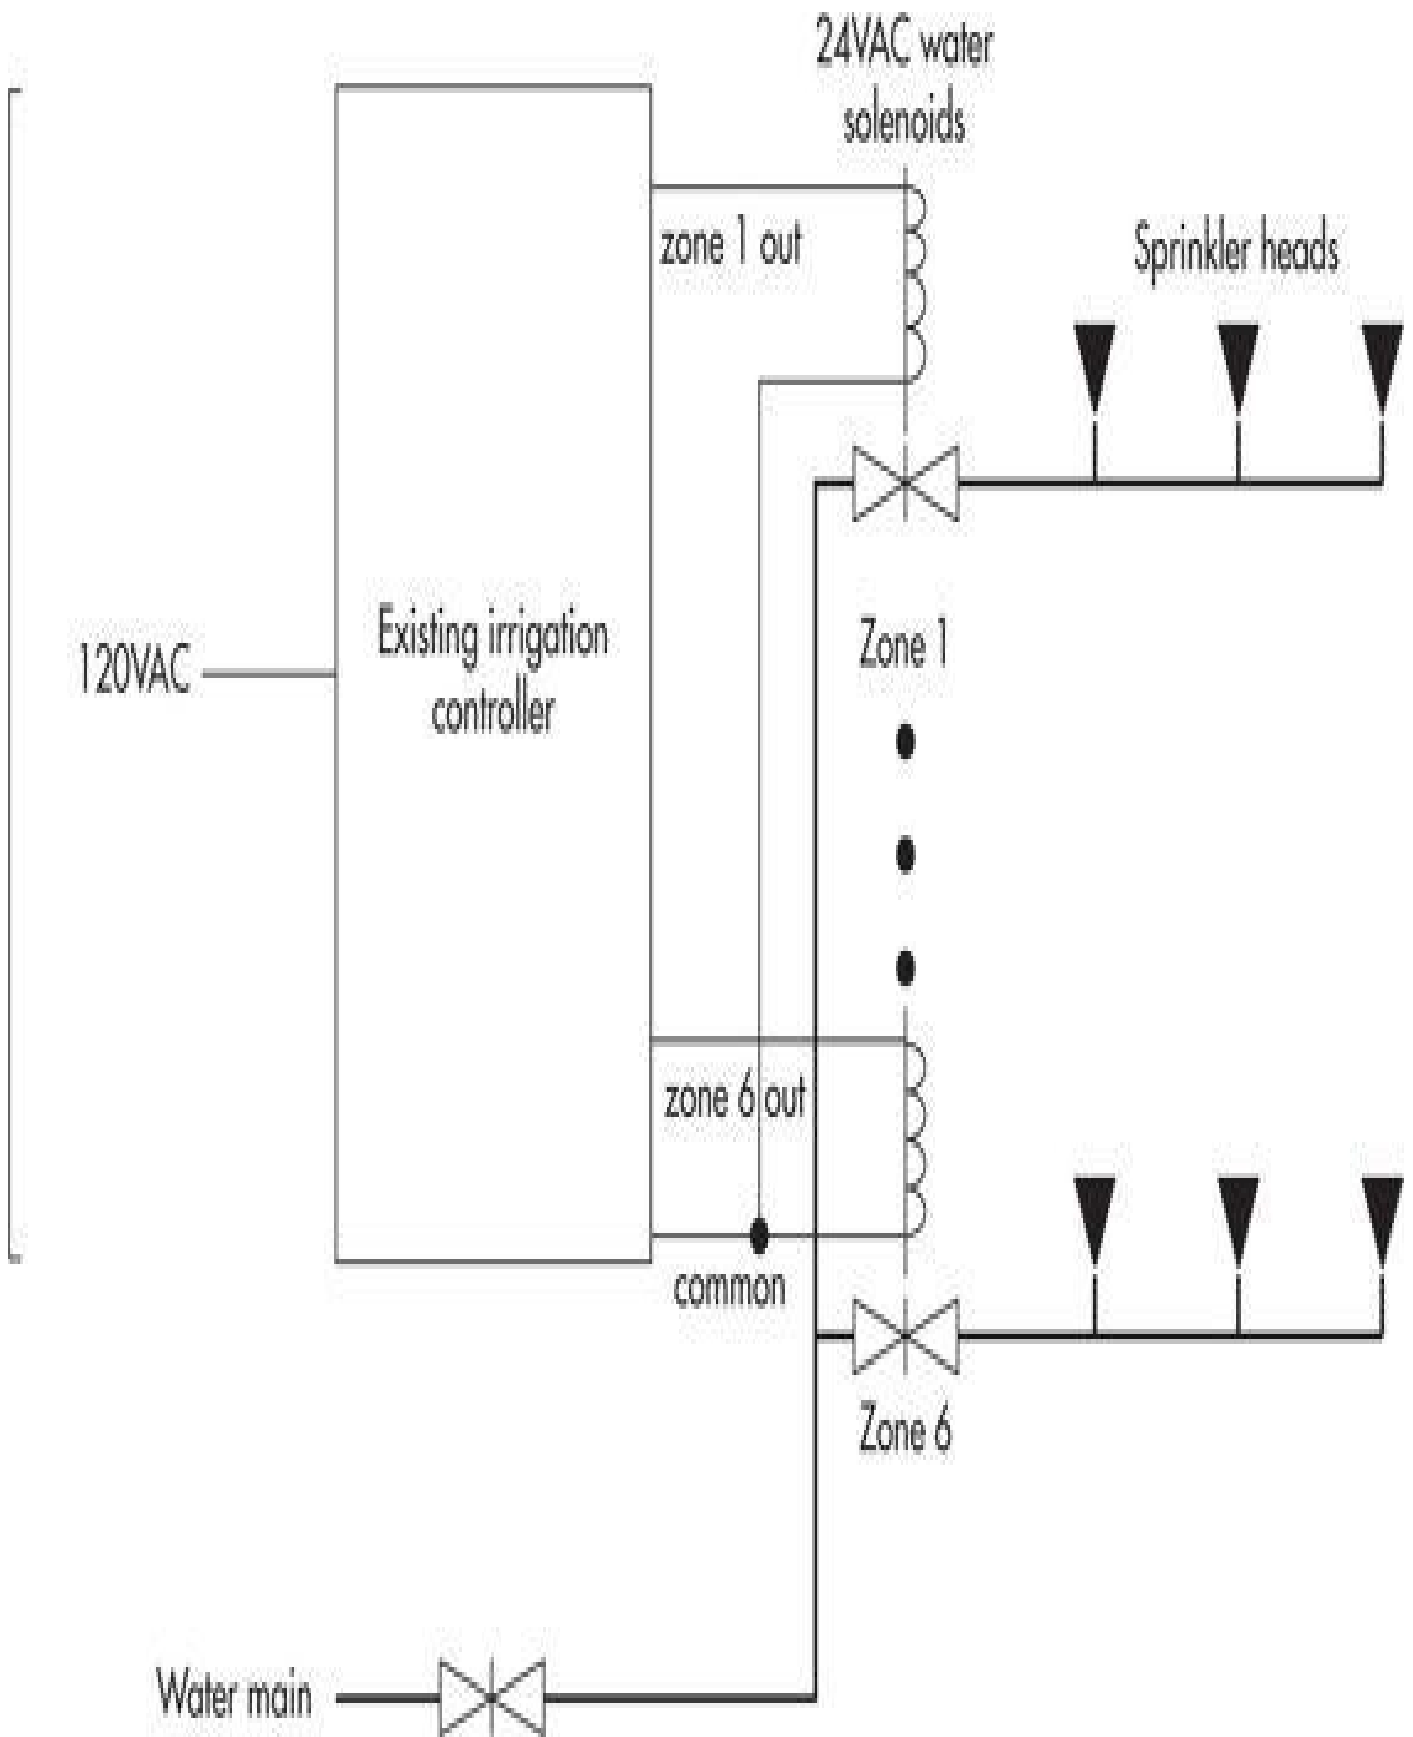 24VAC water
solenoids
zone 1 out
Sprinkler heads
120VAC
Existing irrigation
controller
Zone 1
zone 6 out
common
Zone 6
Water main